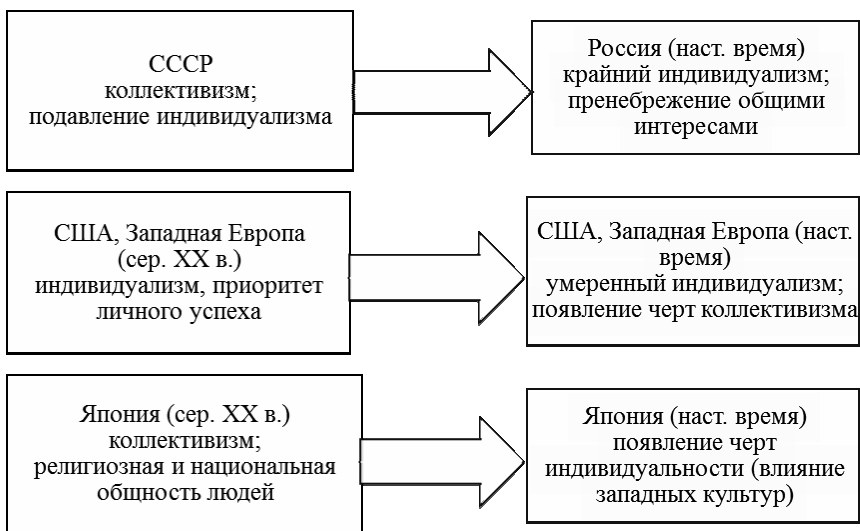 СССР
коллективизм;
подавление индивидуализма
Россия (наст. время)
крайний индивидуализм;
пренебрежение общими
интересами
США, Западная Европа
(сер. XX в.)
индивидуализм, приоритет
личного успеха
США, Западная Европа (наст.
время)
умеренный индивидуализм;
появление черт коллективизма
Япония (сер. XX в.)
коллективизм;
религиозная и национальная
общность людей
Япония (наст. время)
появление черт
индивидуальности (влияние
западных культур)